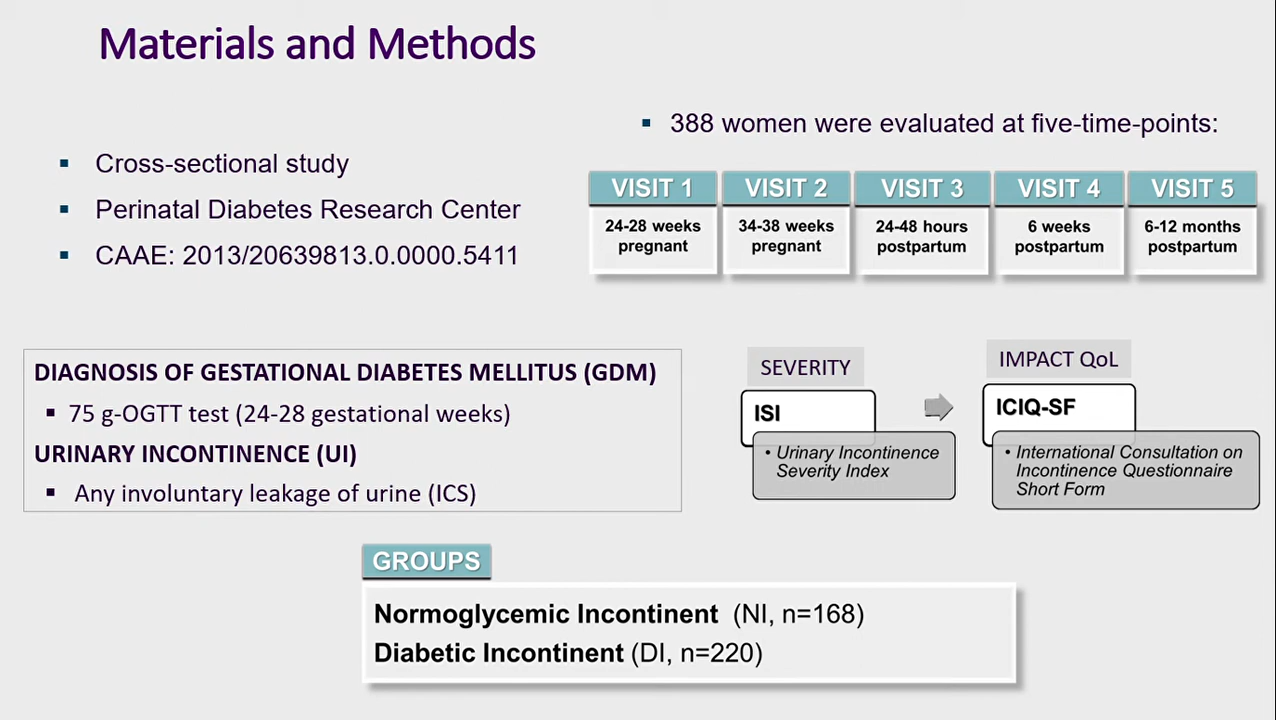 Materials and Methods
▪ Cross-sectional study
▪ Perinatal Diabetes Research Center
▪ CAAE: 2013/20639813.0.0000.5411
▪ 388 women were evaluated at five-time-points:
VISIT 1
24-28 weeks
pregnant
VISIT 2
34-38 weeks
pregnant
VISIT 3
24-48 hours
postpartum
VISIT 4
6 weeks
postpartum
VISIT 5
6-12 months
postpartum
DIAGNOSIS OF GESTATIONAL DIABETES MELLITUS (GDM)
▪ 75 g-OGTT test (24-28 gestational weeks)
URINARY INCONTINENCE (UI)
▪ Any involuntary leakage of urine (ICS)
SEVERITY
ISI
• Urinary Incontinence
Severity Index
IMPACT QoL
ICIQ-SF
• International Consultation on
Incontinence Questionnaire
Short Form
GROUPS
Normoglycemic Incontinent (NI, n=168)
Diabetic Incontinent (DI, n=220)